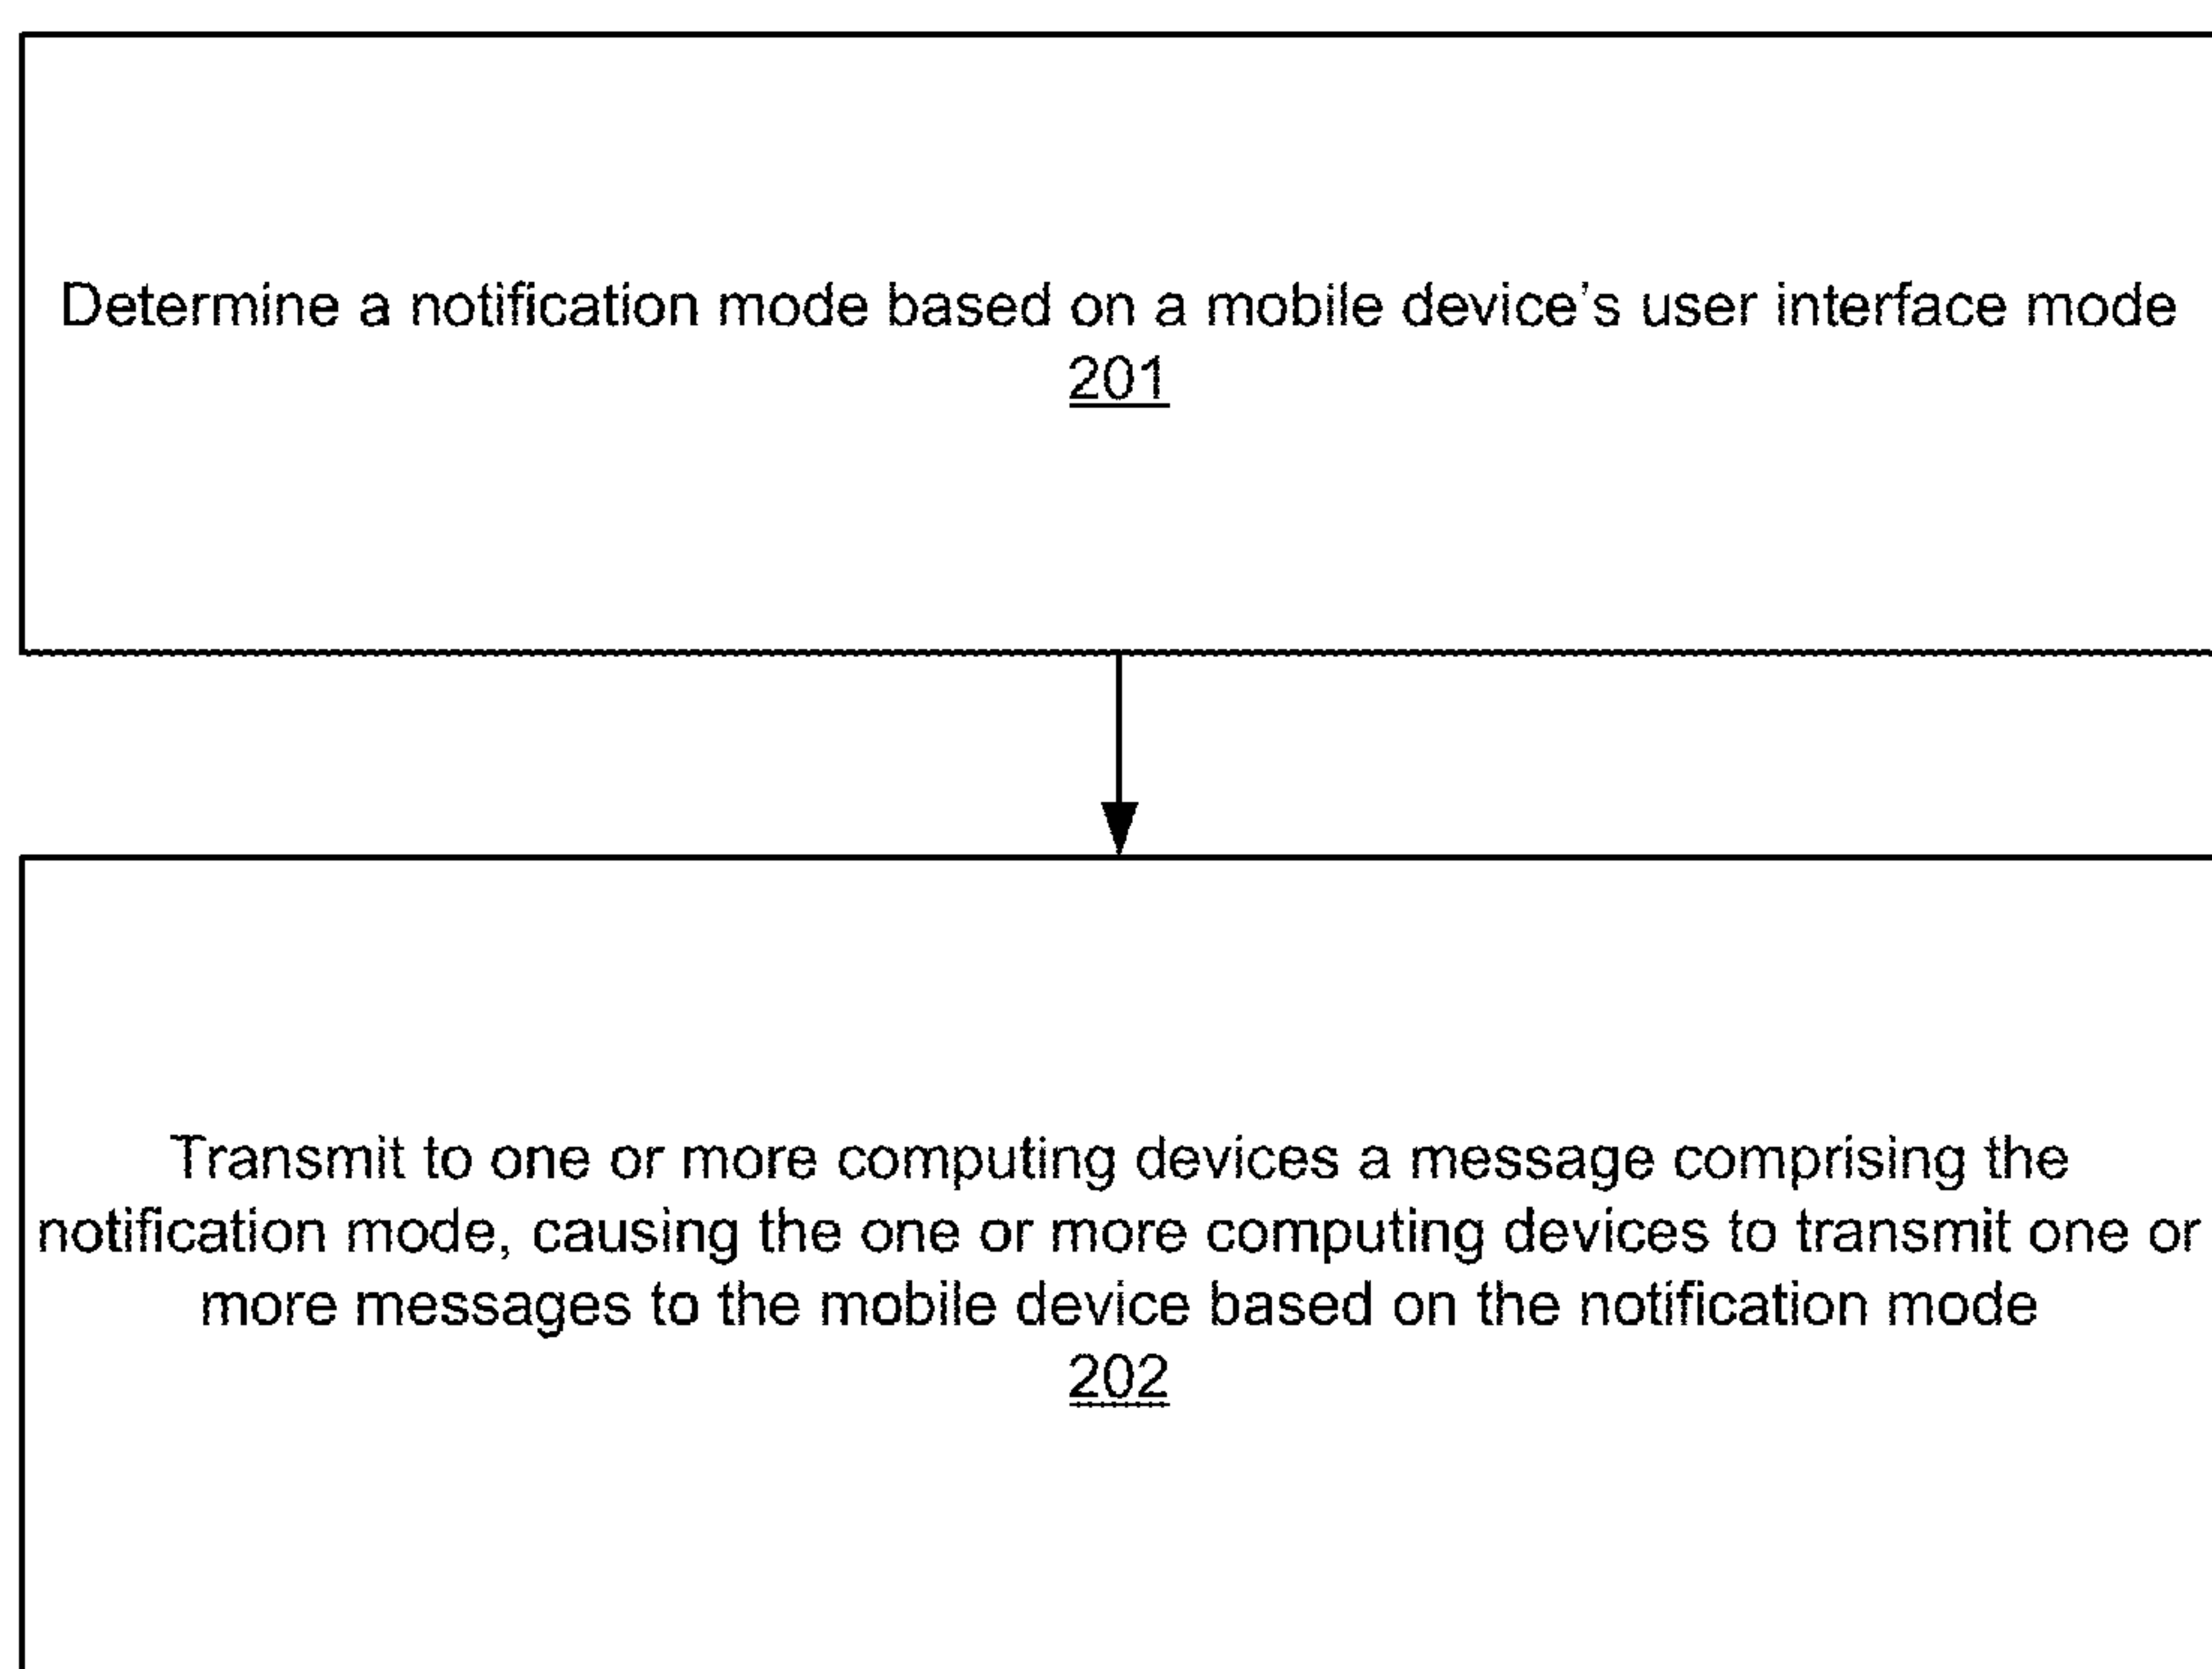 Determine a notification mode based on a mobile device's user interface mode
201
Transmit to one or more computing devices a message comprising the
notification mode, causing the one or more computing devices to transmit one or
more messages to the mobile device based on the notification mode
202